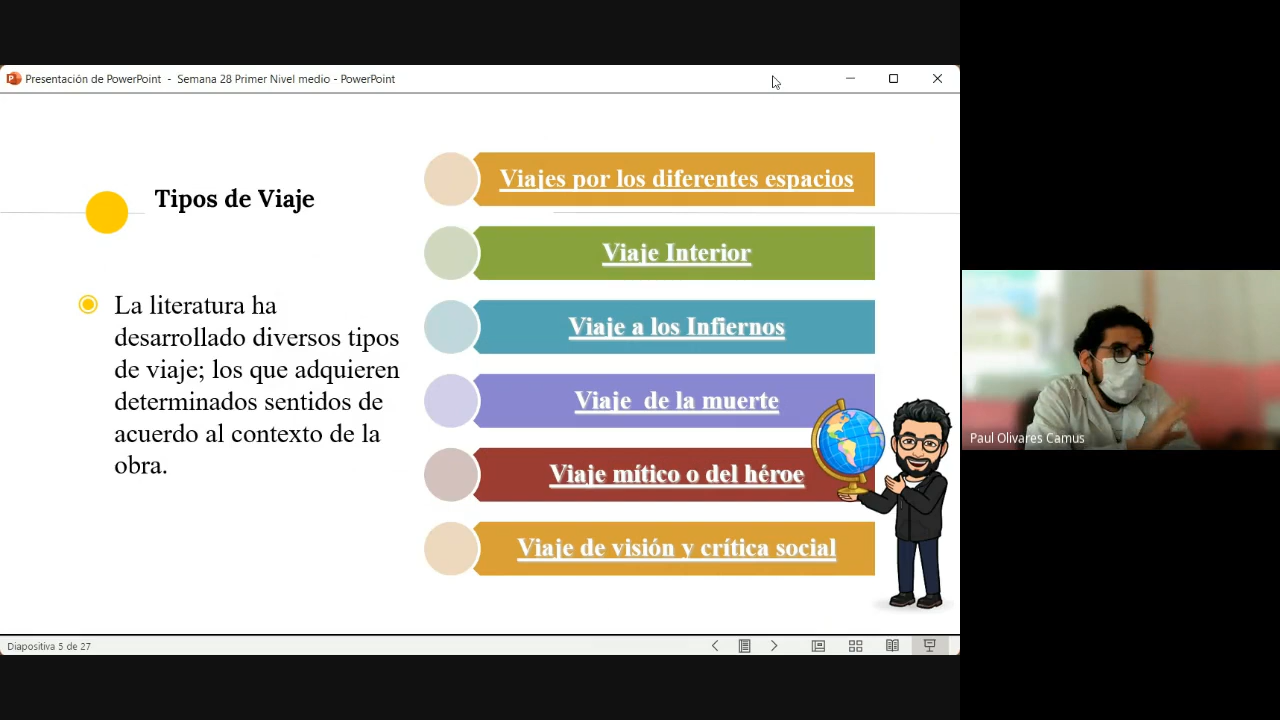 Presentación de PowerPoint - Semana 28 Primer Nivel medio - PowerPoint
Tipos de Viaje
La literatura ha
desarrollado diversos tipos
de viaje; los que adquieren
determinados sentidos de
acuerdo al contexto de la
obra.
Viajes por los diferentes espacios
Viaje Interior
Viaje a los Infiernos
Viaje de la muerte
Viaje mítico o del héroe
Viaje de visión y crítica social
Paul Olivares Camus
Diapositiva 5 de 27